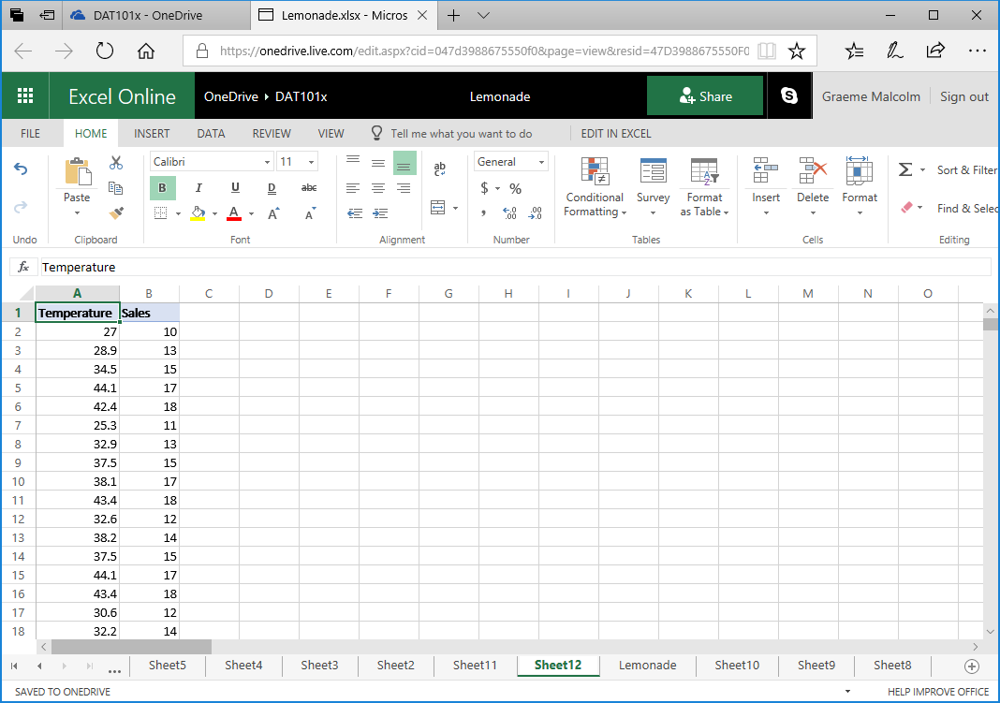 DAT101x - OneDrive
Lemonade.xlsx - Micros
https://onedrive.live.com/edit.aspx?cid=047d3988675550f0&page=view&resid=47D3988675550F0
Excel Online
OneDrive DAT101x
Lemonade
Share
Graeme Malcolm
Sign out
FILE HOME INSERT DATA REVIEW VIEW Tell me what you want to do EDIT IN EXCEL
Calibri 11 General
Paste
B I U D abc
ab
$ % 
Conditional Formatting
Survey
Format as Table
Insert
Delete
Format
Σ Sort & Filter
Find & Selec
A A A
.00 .00
Undo Clipboard Font Alignment Number Tables Cells Editing
fx Temperature
A B C D E F G H I J K L M N O
1 Temperature Sales
2 27 10
3 28.9 13
4 34.5 15
5 44.1 17
6 42.4 18
7 25.3 11
8 32.9 13
9 37.5 15
10 38.1 17
11 43.4 18
12 32.6 12
13 38.2 14
14 37.5 15
15 44.1 17
16 43.4 18
17 30.6 12
18 32.2 14
... Sheet5 Sheet4 Sheet3 Sheet2 Sheet11 Sheet12 Lemonade Sheet10 Sheet9 Sheet8
SAVED TO ONEDRIVE
HELP IMPROVE OFFICE